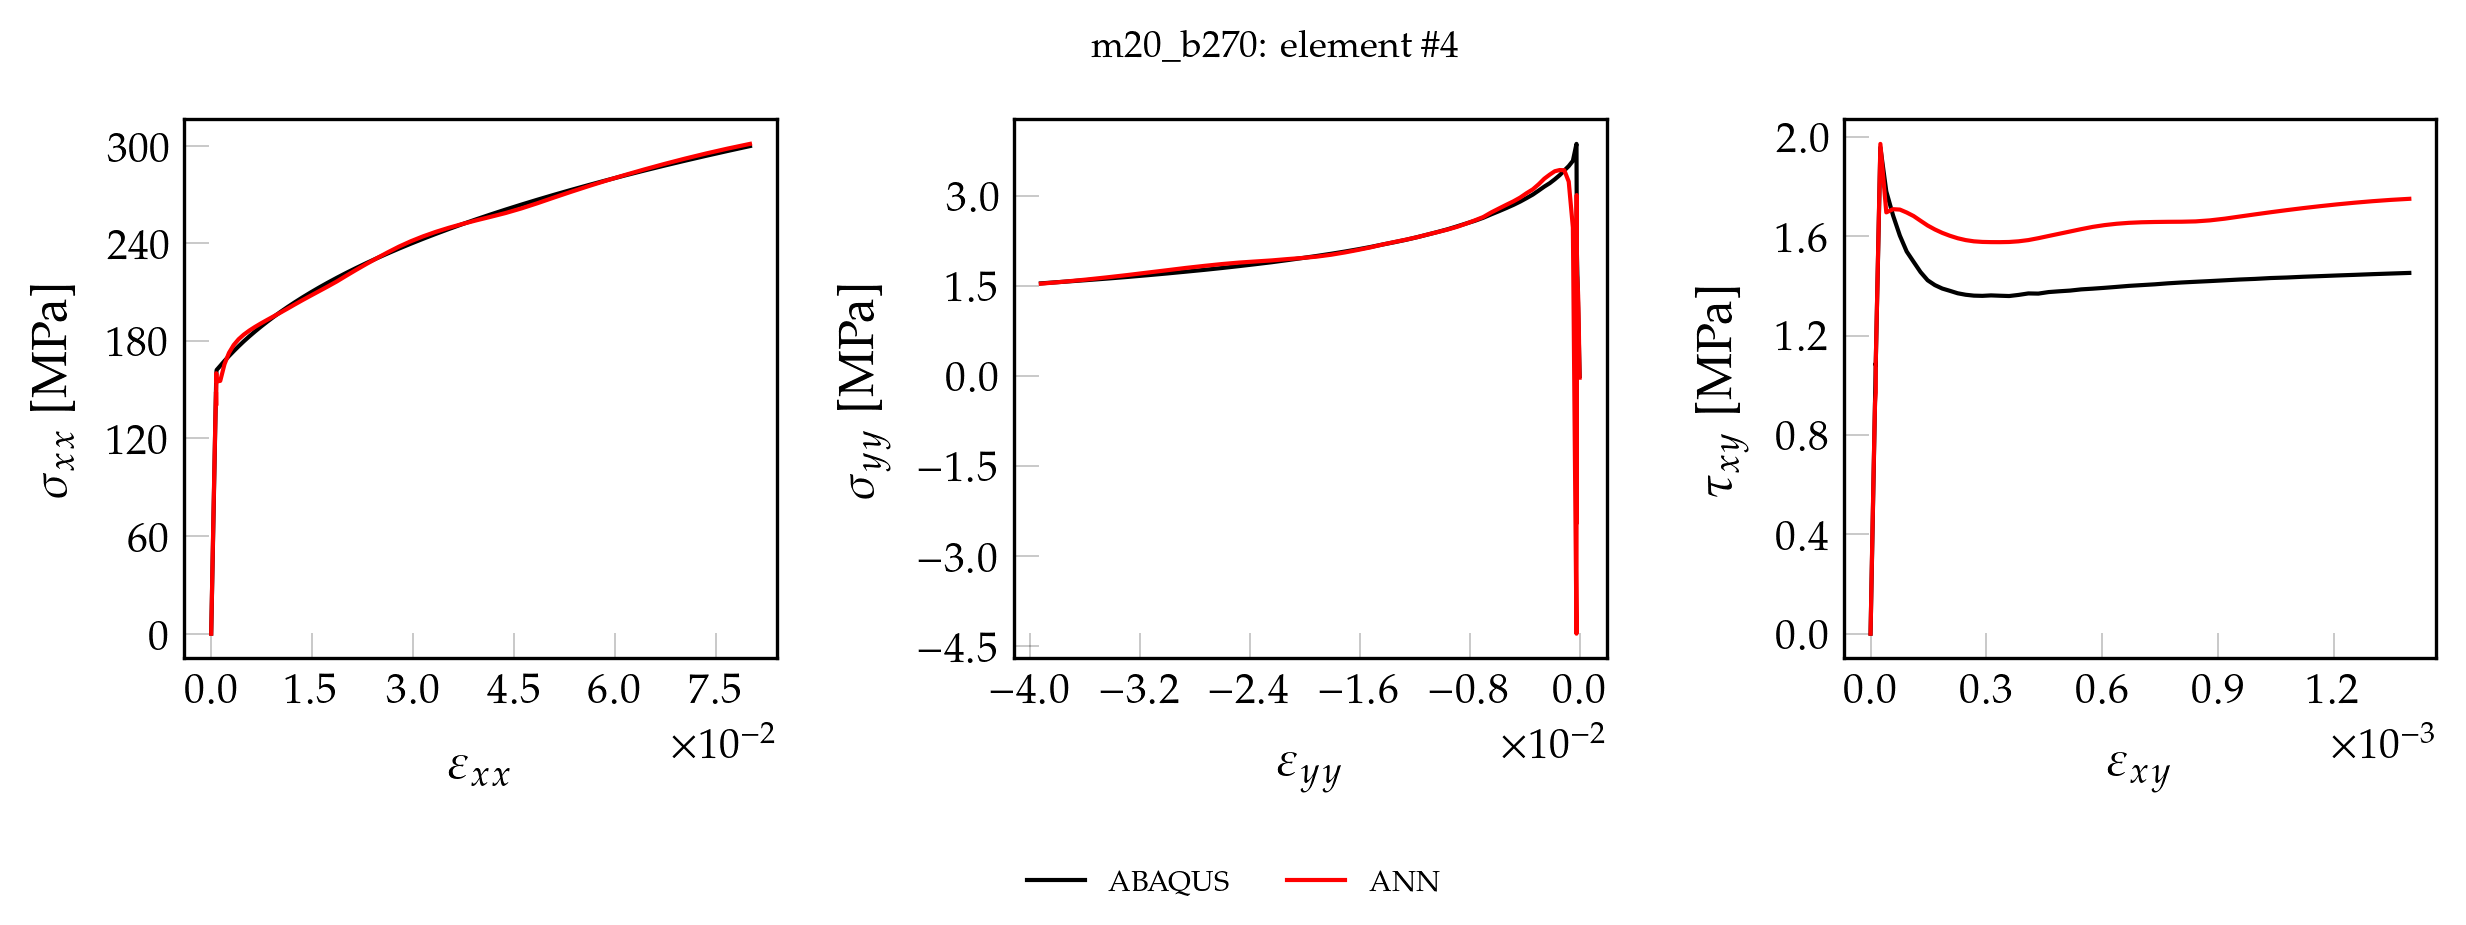 m20_b270: element #4
σxx [MPa]
300
240
180
120
60
0
0.0 1.5 3.0 4.5 6.0 7.5
×10−2
εxx
σyy [MPa]
3.0
1.5
0.0
−1.5
−3.0
−4.5
−4.0 −3.2 −2.4 −1.6 −0.8 0.0
×10−2
εyy
τxy [MPa]
2.0
1.6
1.2
0.8
0.4
0.0
0.0 0.3 0.6 0.9 1.2
×10−3
εxy
ABAQUS ANN